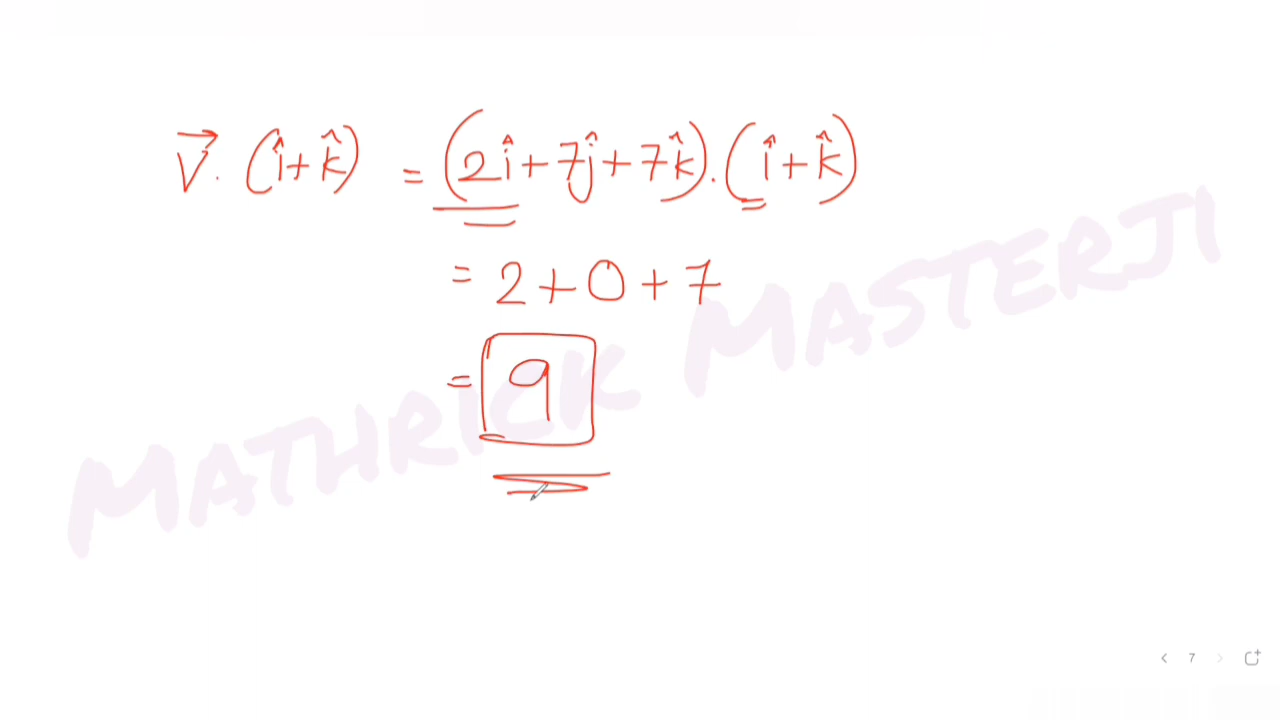 V⃗. (î+k̂) = (2î+7ĵ+7k̂).(î+k̂)
= 2+0+7
= 9
MATHRICK MASTERJI
< 7 >